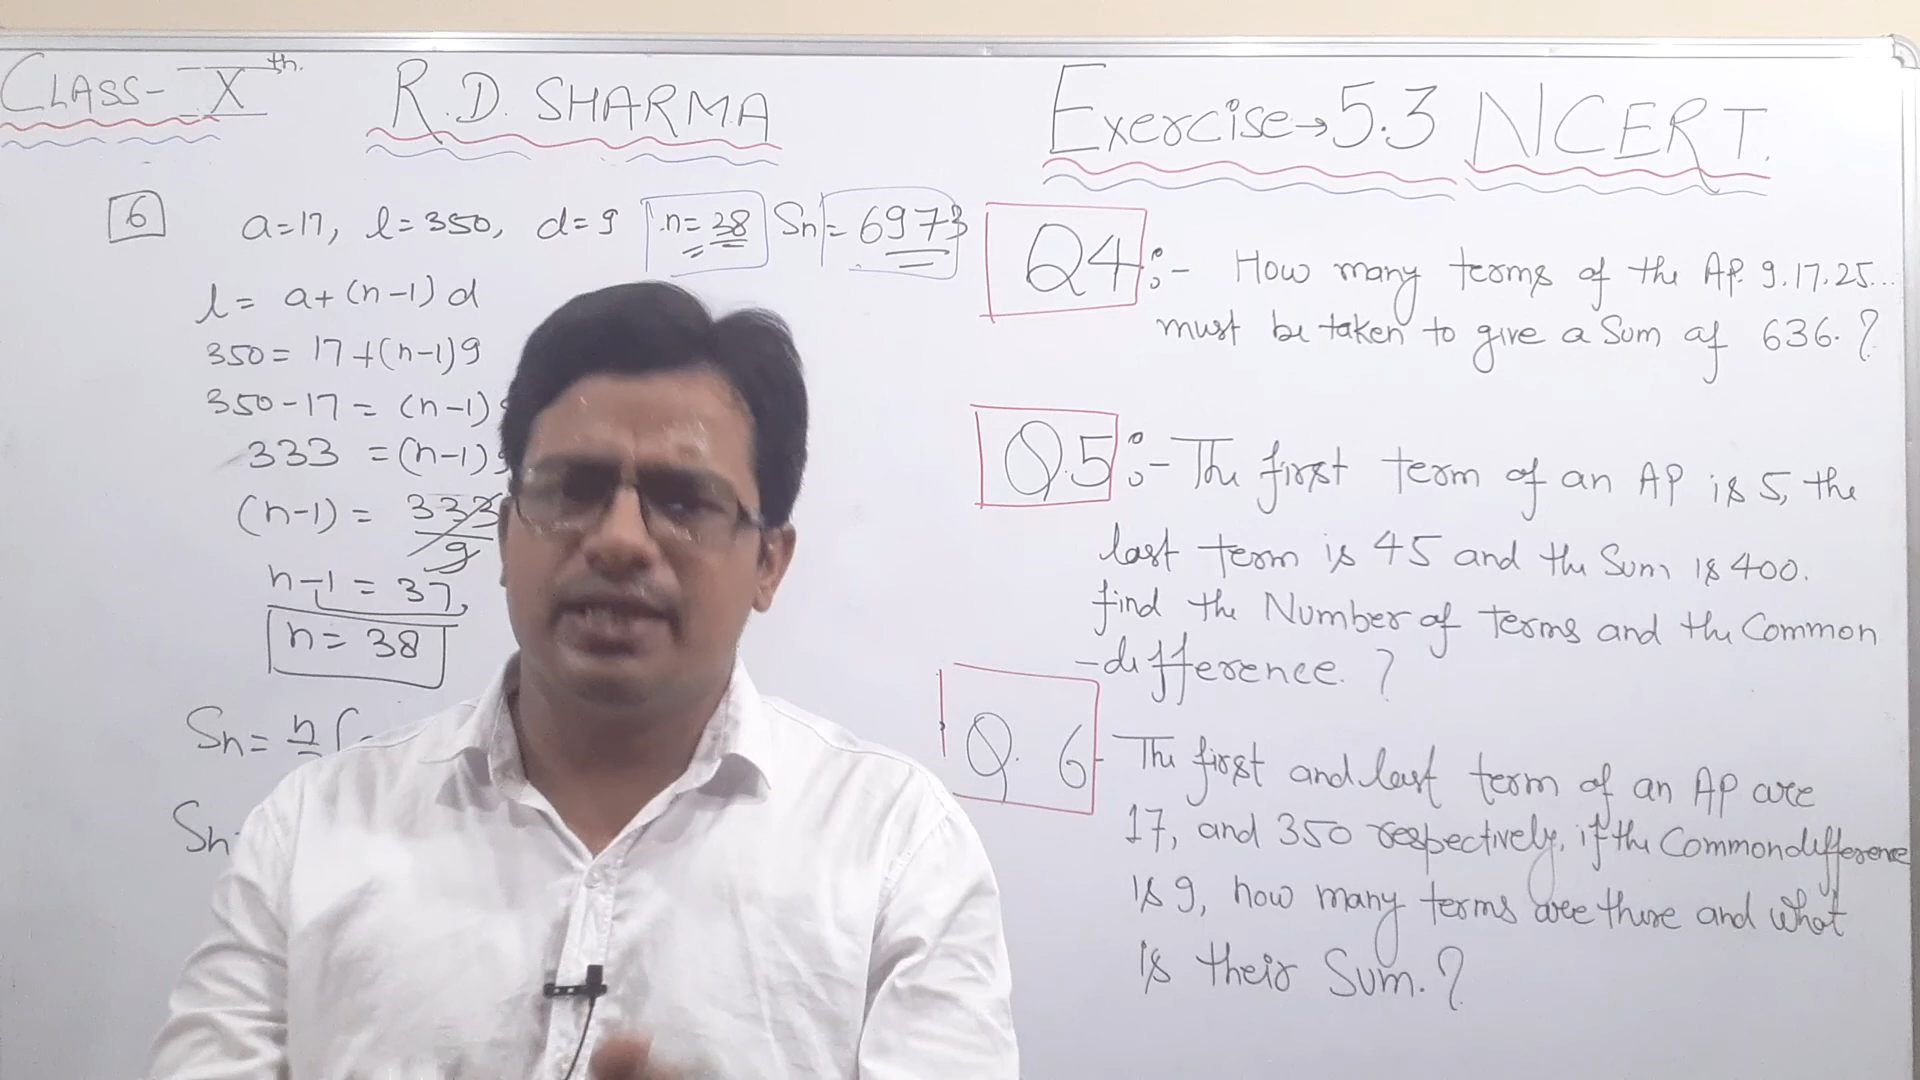 CLASS- Xth.
R.D. SHARMA
Exercise→5.3 NCERT.
6 a=17, l=350, d=9 n=38 Sn=6973
l= a+(n-1) d
350= 17+(n-1)9
350-17 = (n-1)
333 = (n-1)
(n-1) = 333/9
n-1 = 37
n= 38
Sn= n
Sn
Q4:- How many terms of the AP. 9.17.25...
must be taken to give a Sum of 636.?
Q.5:- The first term of an AP is 5, the
last term is 45 and the Sum is 400.
find the Number of terms and the Common
-difference. ?
Q. 6- The first and last term of an AP are
17, and 350 respectively, if the Common difference
is 9, how many terms are there and what
is their Sum.?